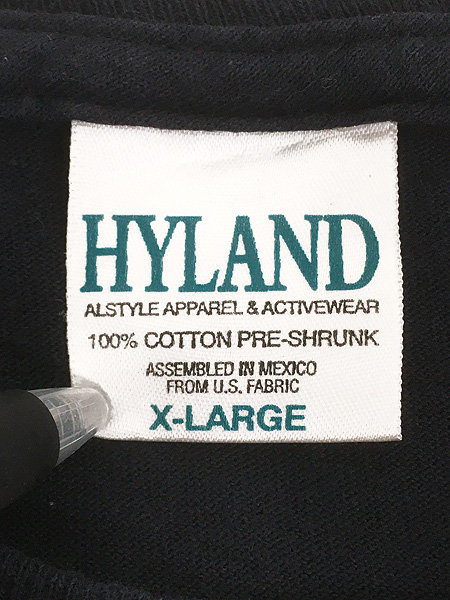 HYLAND
ALSTYLE APPAREL & ACTIVEWEAR
100% COTTON PRE-SHRUNK
ASSEMBLED IN MEXICO
FROM U.S. FABRIC
X-LARGE